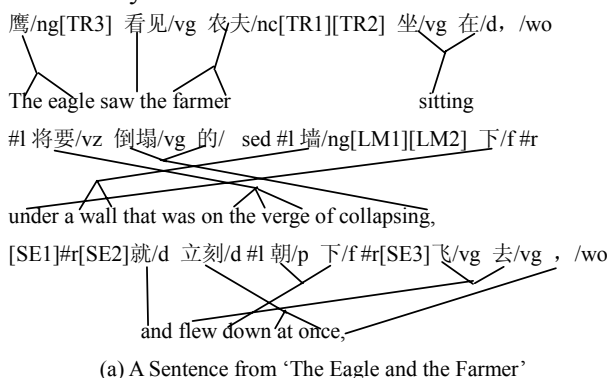 鹰/ng[TR3] 看见/vg 农夫/nc[TR1][TR2] 坐/vg 在/d，/wo
The eagle saw the farmer sitting
#l 将要/vz 倒塌/vg 的/ sed #l 墙/ng[LM1][LM2] 下/f #r
under a wall that was on the verge of collapsing,
[SE1]#r[SE2]就/d 立刻/d #l 朝/p 下/f #r[SE3]飞/vg 去/vg ，/wo
and flew down at once,
(a) A Sentence from ‘The Eagle and the Farmer’